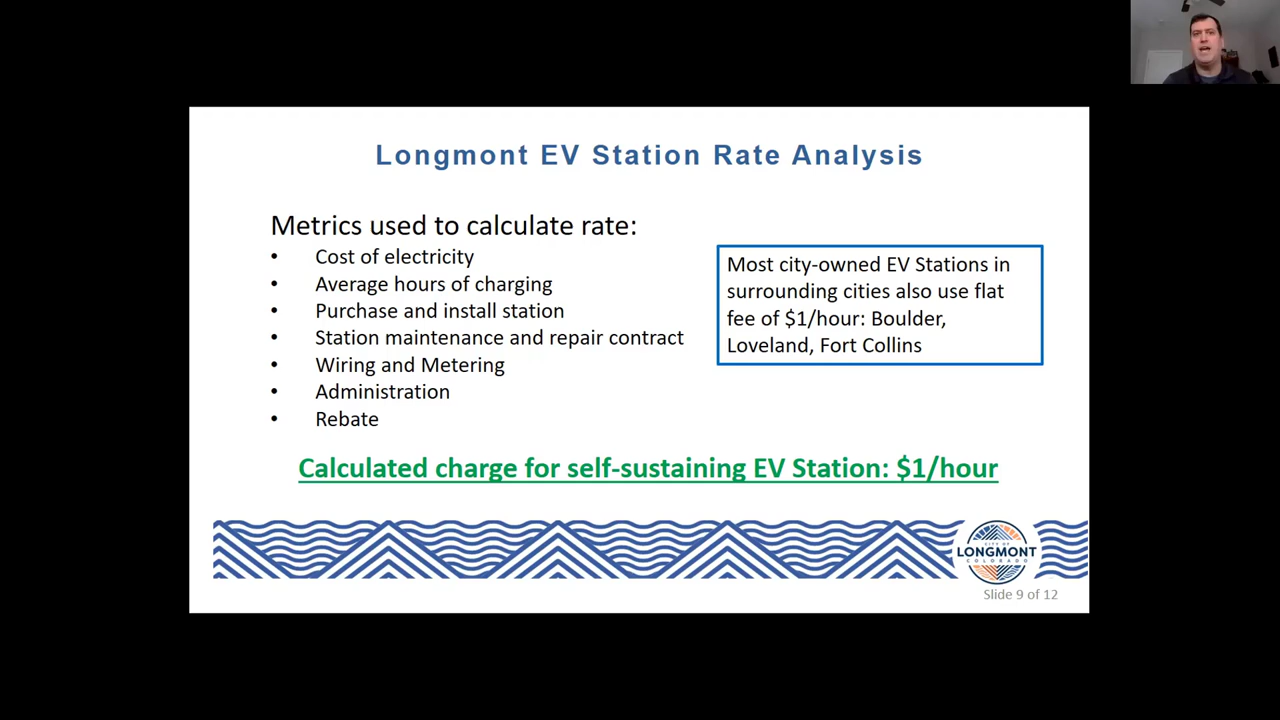 Longmont EV Station Rate Analysis
Metrics used to calculate rate:
• Cost of electricity
• Average hours of charging
• Purchase and install station
• Station maintenance and repair contract
• Wiring and Metering
• Administration
• Rebate
Most city-owned EV Stations in
surrounding cities also use flat
fee of $1/hour: Boulder,
Loveland, Fort Collins
Calculated charge for self-sustaining EV Station: $1/hour
CITY OF
LONGMONT
COLORADO
Slide 9 of 12